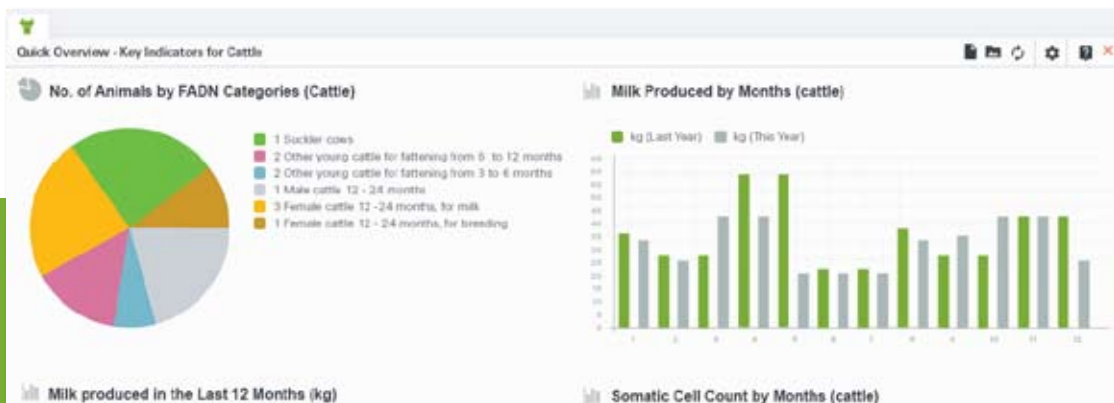 Quick Overview - Key Indicators for Cattle
No. of Animals by FADN Categories (Cattle)
1 Suckler cows
2 Other young cattle for fattening from 6 to 12 months
2 Other young cattle for fattening from 3 to 6 months
1 Male cattle 12 - 24 months
3 Female cattle 12 -24 months, for milk
1 Female cattle 12 - 24 months, for breeding
Milk Produced by Months (cattle)
kg (Last Year) kg (This Year)
1 2 3 4 5 6 7 8 9 10 11 12
Milk produced in the Last 12 Months (kg)
Somatic Cell Count by Months (cattle)